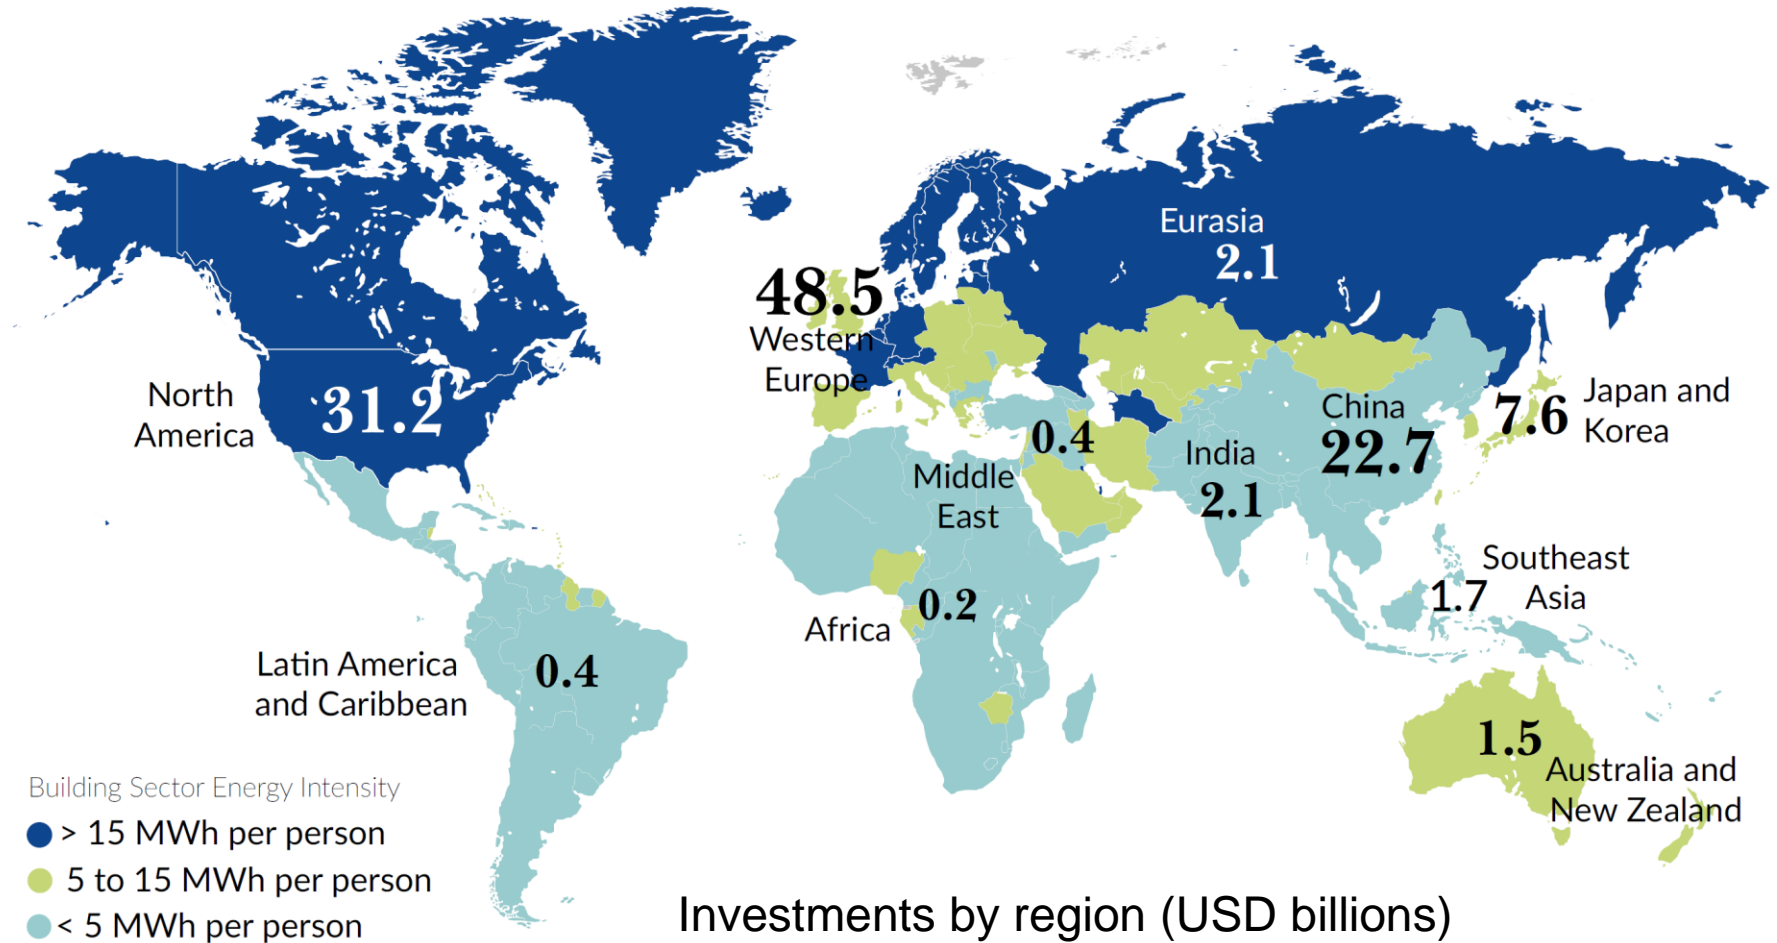 Eurasia
2.1
48.5
Western
Europe
North
America
31.2
China
22.7
7.6
Japan and
Korea
0.4
India
2.1
Middle
East
Southeast
Asia
1.7
0.2
Africa
Latin America
and Caribbean
0.4
1.5
Australia and
New Zealand
Building Sector Energy Intensity
> 15 MWh per person
5 to 15 MWh per person
< 5 MWh per person
Investments by region (USD billions)